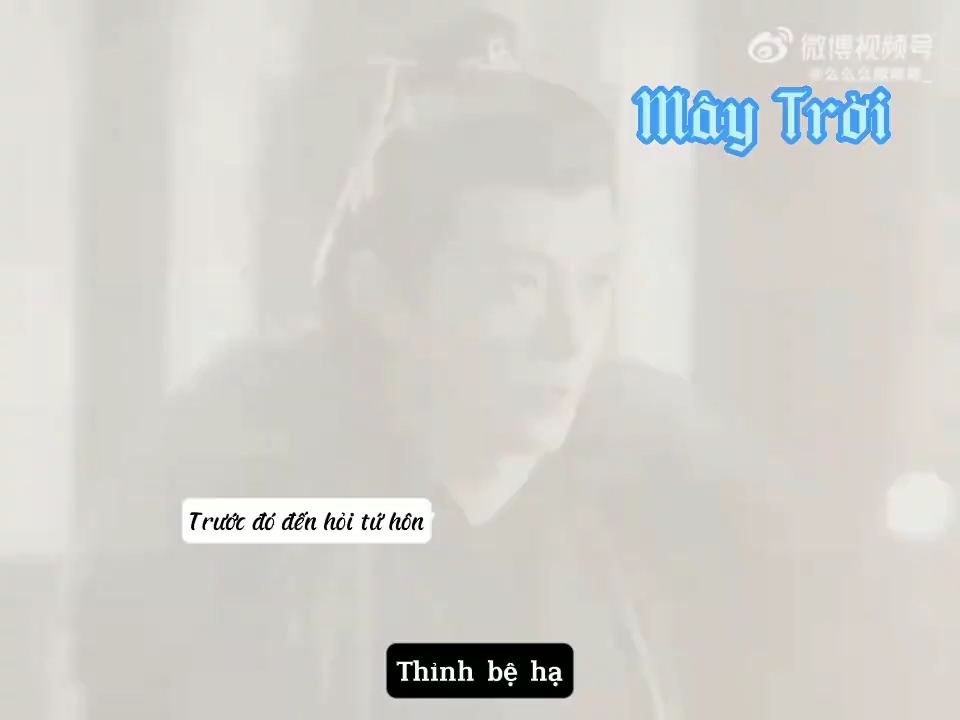 微博视频号
Mây Trời
Trước đó đến hỏi tứ hôn
Thỉnh bệ hạ